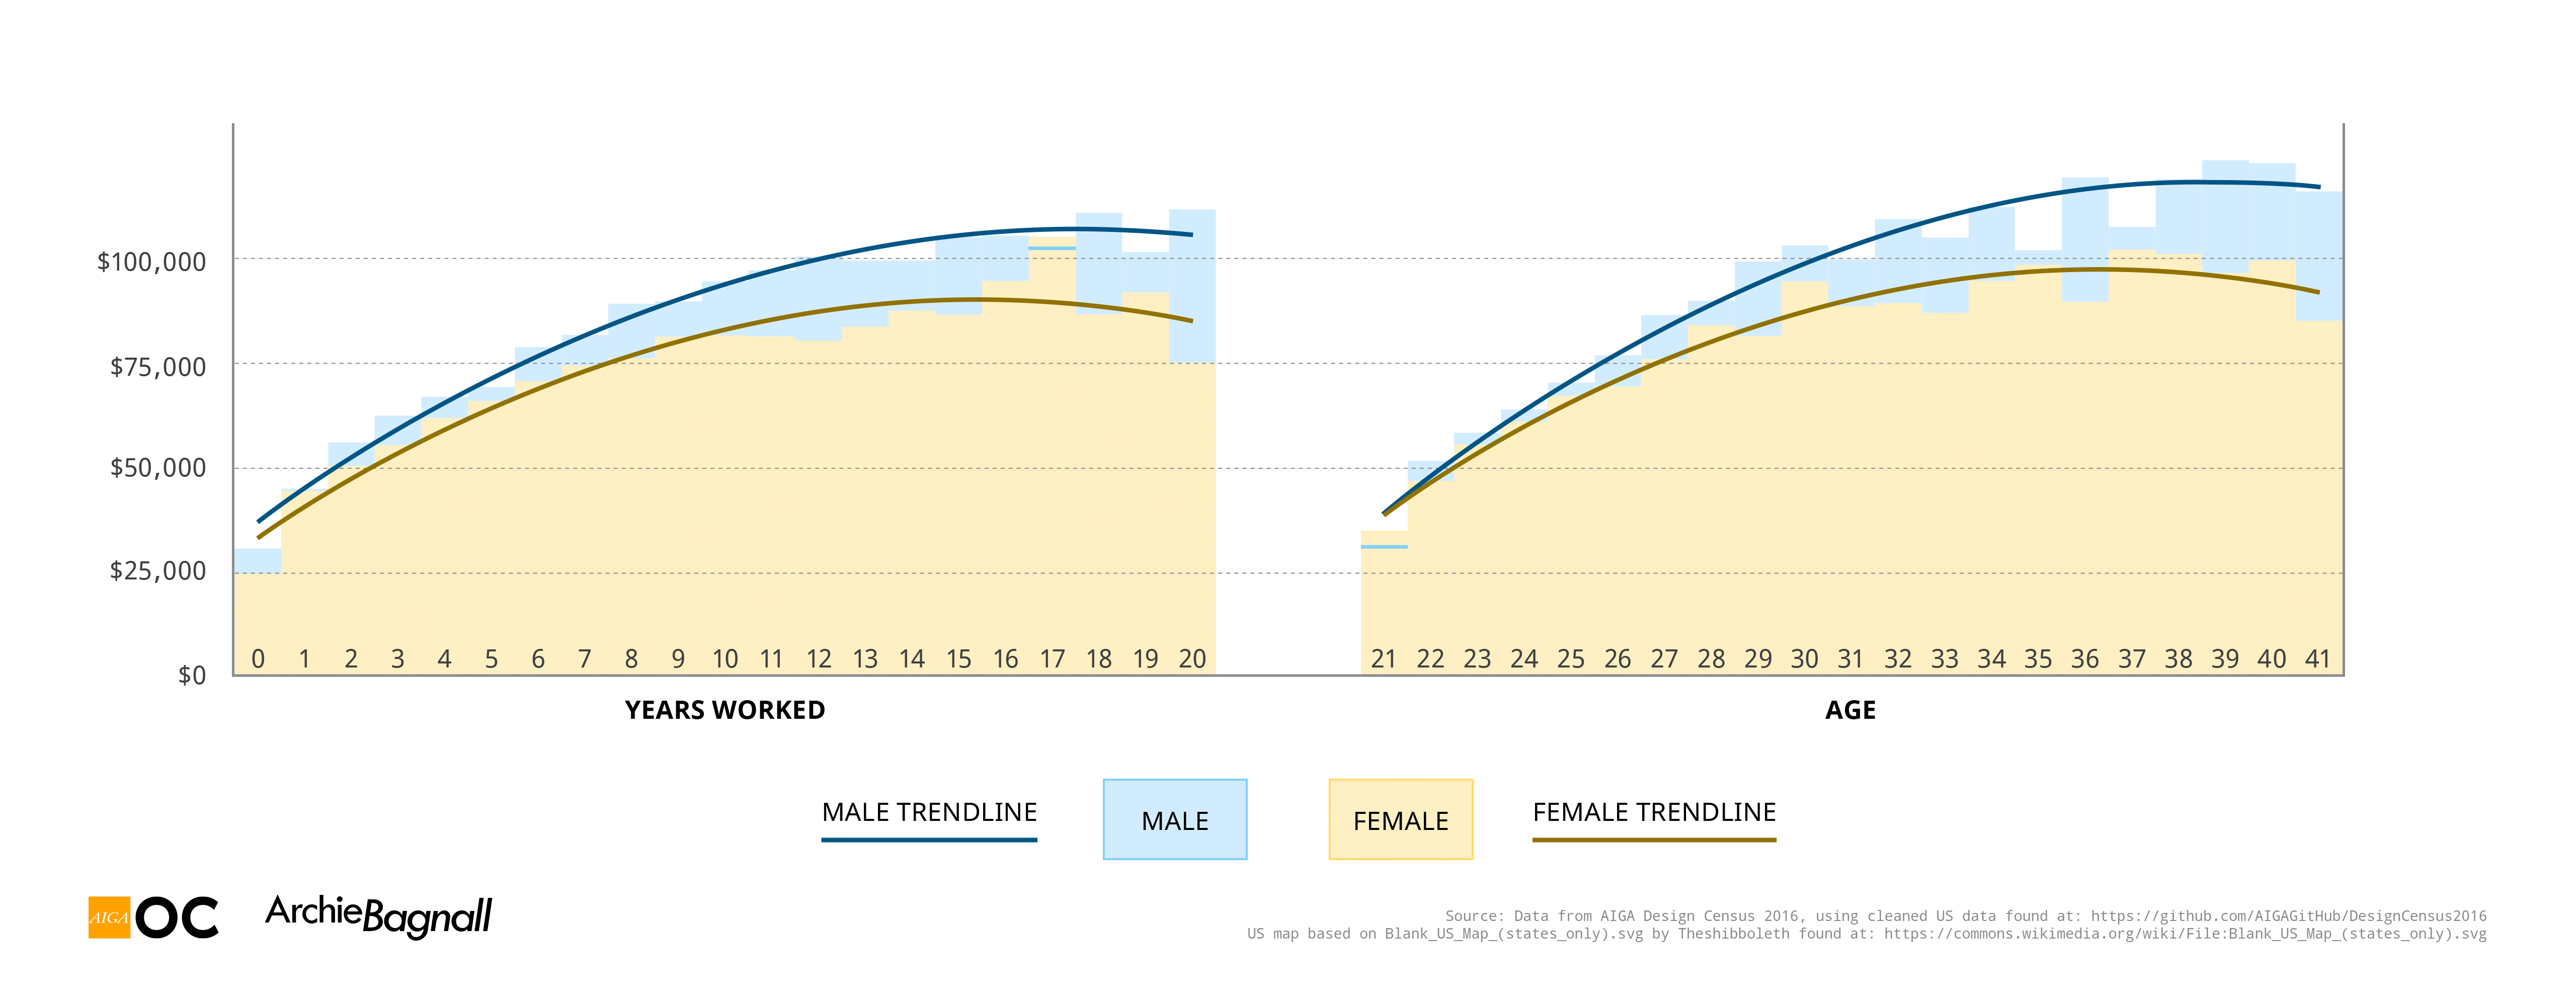 $100,000
$75,000
$50,000
$25,000
$0
0 1 2 3 4 5 6 7 8 9 10 11 12 13 14 15 16 17 18 19 20
21 22 23 24 25 26 27 28 29 30 31 32 33 34 35 36 37 38 39 40 41
YEARS WORKED
AGE
MALE TRENDLINE
MALE
FEMALE
FEMALE TRENDLINE
AIGA OC
ArchieBagnall
Source: Data from AIGA Design Census 2016, using cleaned US data found at: https://github.com/AIGAGitHub/DesignCensus2016
US map based on Blank_US_Map_(states_only).svg by Theshibboleth found at: https://commons.wikimedia.org/wiki/File:Blank_US_Map_(states_only).svg